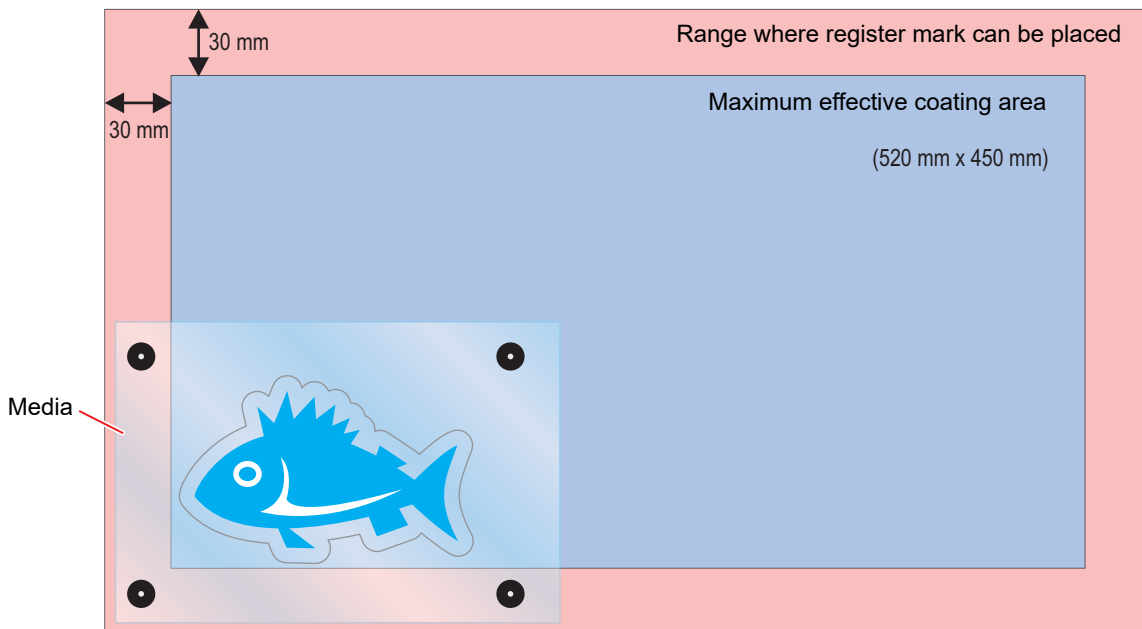 30 mm
Range where register mark can be placed
30 mm
Maximum effective coating area
(520 mm x 450 mm)
Media